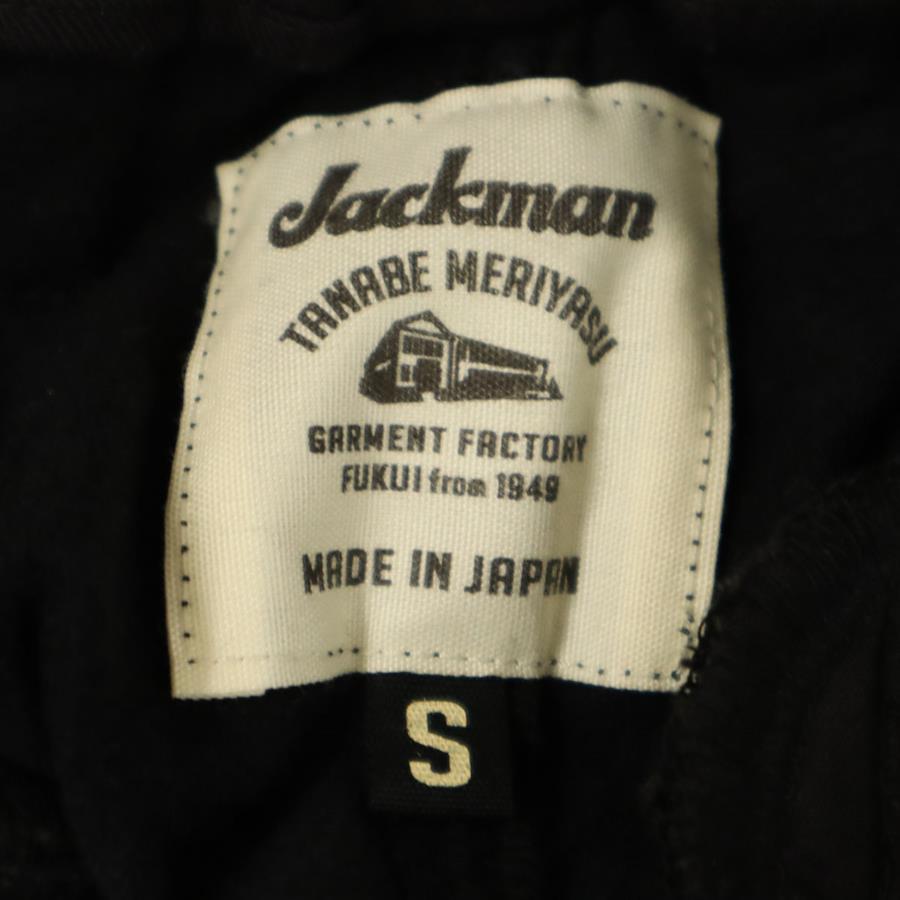 Jackman
TANABE MERIYASU
GARMENT FACTORY
FUKUI from 1949
MADE IN JAPAN
S